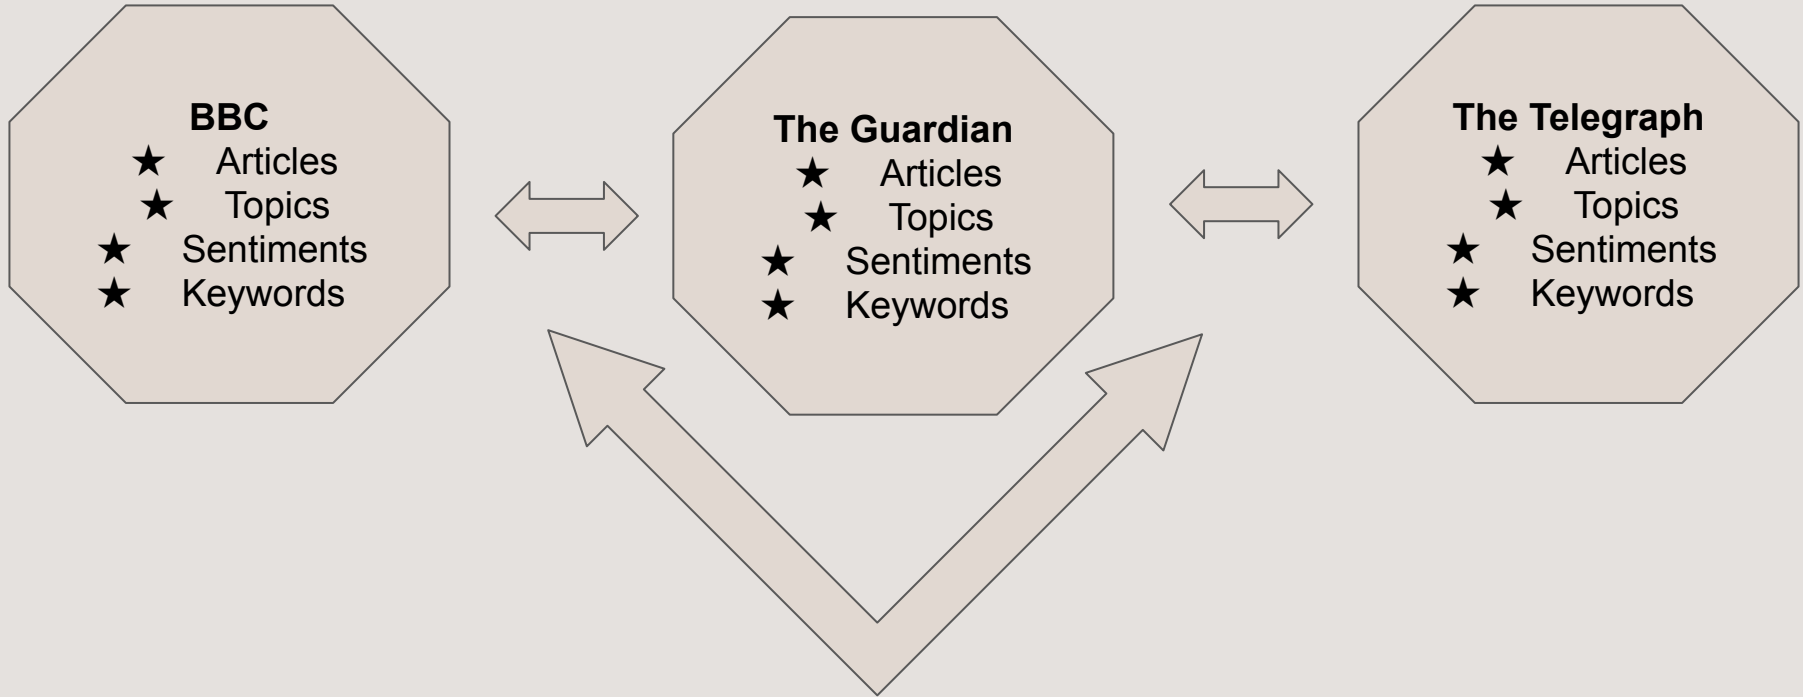 BBC
★ Articles
★ Topics
★ Sentiments
★ Keywords
The Guardian
★ Articles
★ Topics
★ Sentiments
★ Keywords
The Telegraph
★ Articles
★ Topics
★ Sentiments
★ Keywords